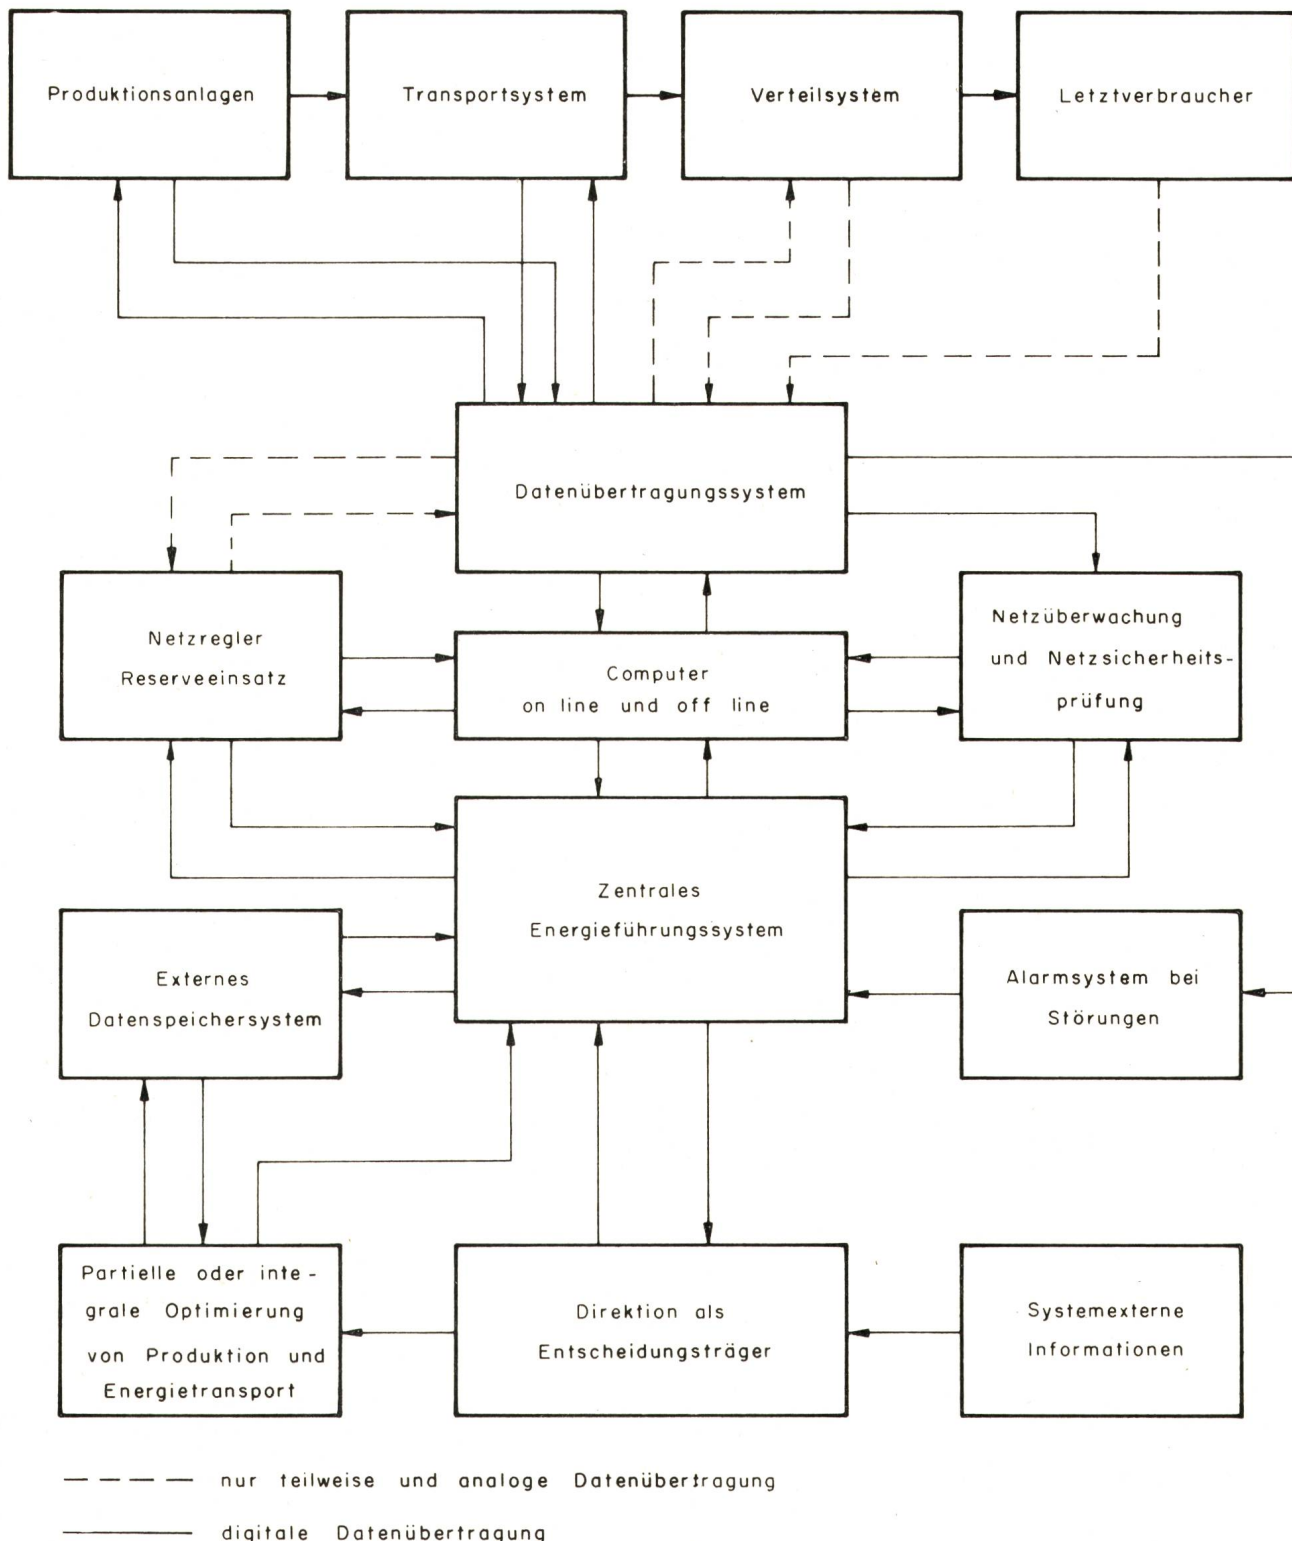 Produktionsanlagen
Transportsystem
Verteilsystem
Letztverbraucher
Datenübertragungssystem
Netzregler
Reserveeinsatz
Computer
on line und off line
Netzüberwachung
und Netzsicherheits-
prüfung
Zentrales
Energieführungssystem
Externes
Datenspeichersystem
Alarmsystem bei
Störungen
Partielle oder inte-
grale Optimierung
von Produktion und
Energietransport
Direktion als
Entscheidungsträger
Systemexterne
Informationen
nur teilweise und analoge Datenübertragung
digitale Datenübertragung